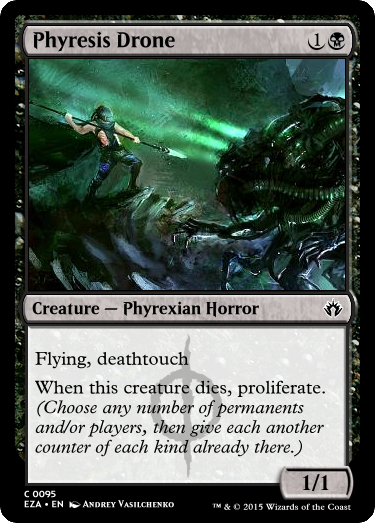 Phyresis Drone 1
Creature — Phyrexian Horror
Flying, deathtouch
When this creature dies, proliferate.
(Choose any number of permanents
and/or players, then give each another
counter of each kind already there.)
1/1
C 0095
EZA • EN Andrey Vasilchenko
™ & © 2015 Wizards of the Coast